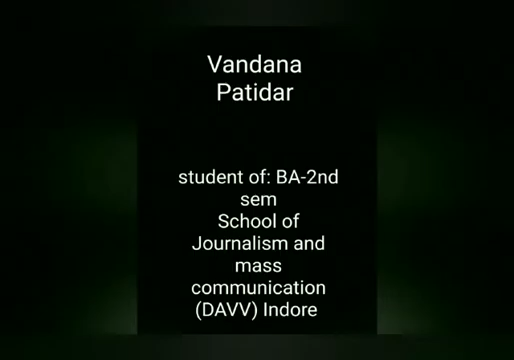 Vandana
Patidar
student of: BA-2nd
sem
School of
Journalism and
mass
communication
(DAVV) Indore